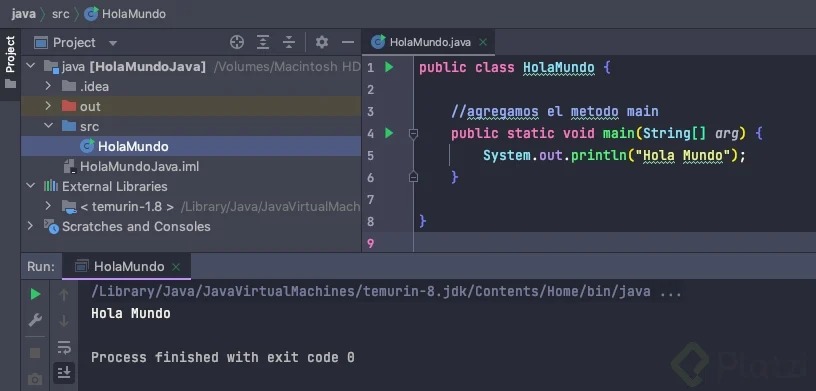 java > src > HolaMundo
Project
Project
HolaMundo.java
java [HolaMundoJava] /Volumes/Macintosh HD
.idea
out
src
HolaMundo
HolaMundoJava.iml
External Libraries
< temurin-1.8 > /Library/Java/JavaVirtualMach
Scratches and Consoles
1 public class HolaMundo {
2
3 //agregamos el metodo main
4 public static void main(String[] arg) {
5 System.out.println("Hola Mundo");
6 }
7
8 }
9
Run: HolaMundo
/Library/Java/JavaVirtualMachines/temurin-8.jdk/Contents/Home/bin/java ...
Hola Mundo
Process finished with exit code 0
Platzi